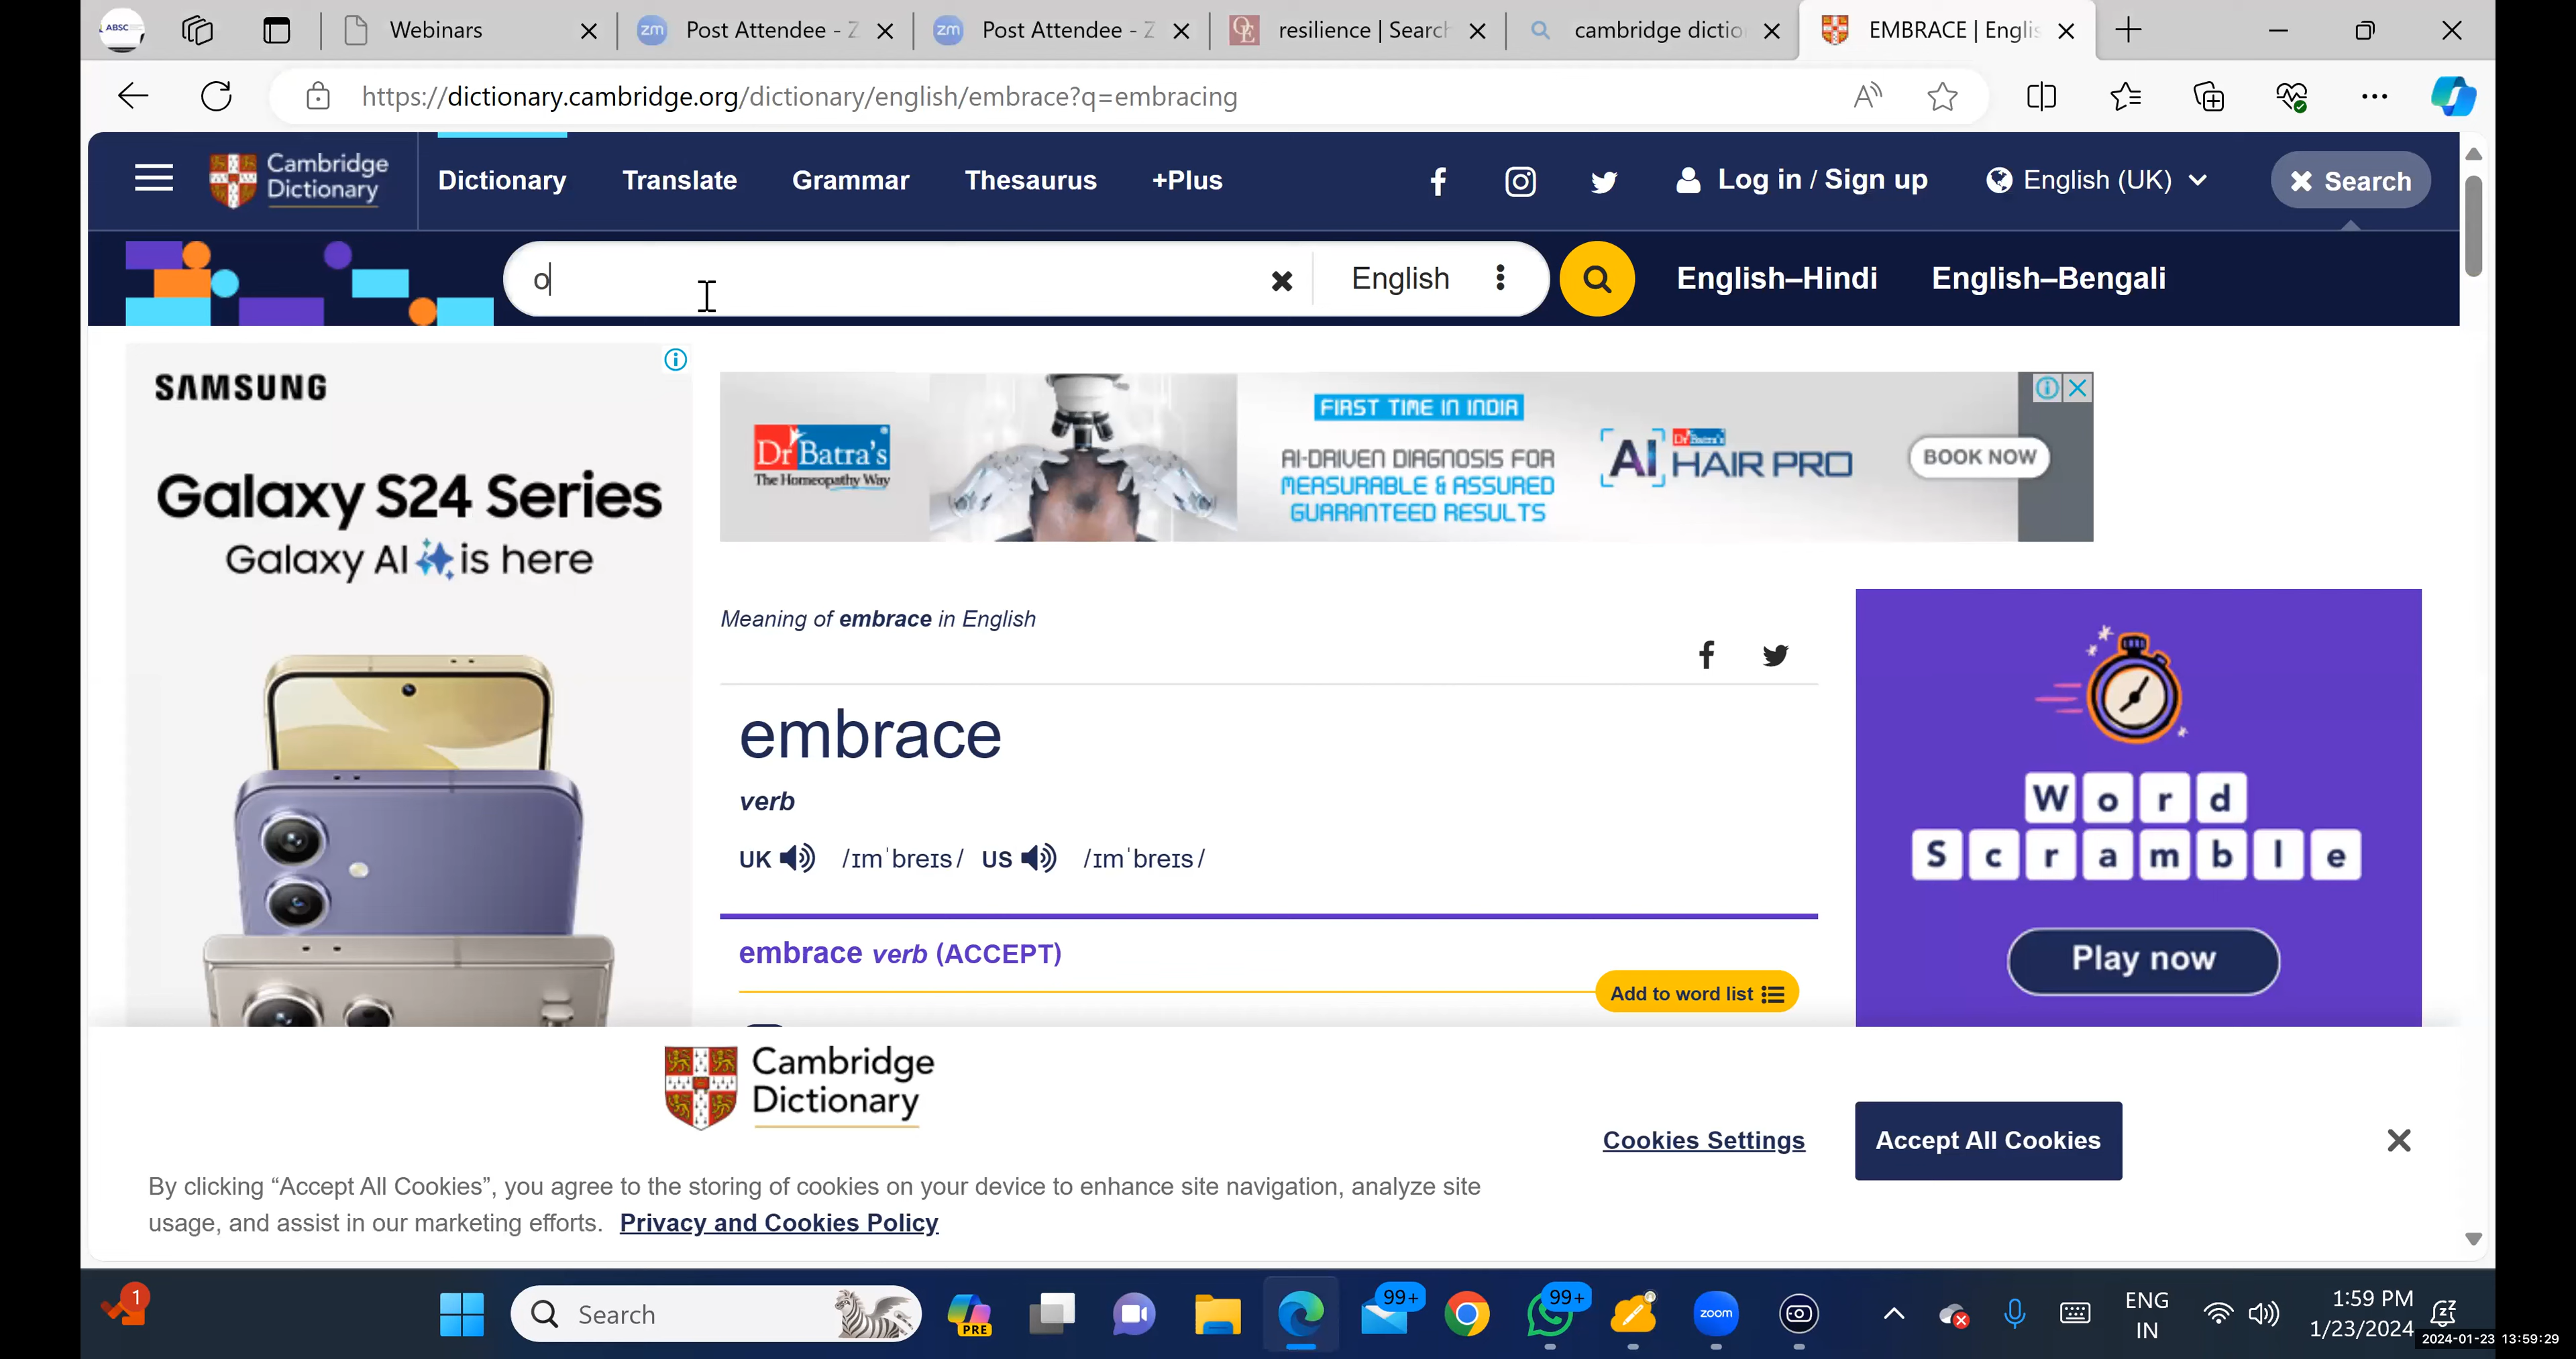 ABSC
Webinars
Post Attendee - Z
Post Attendee - Z
resilience | Search
cambridge dictio
EMBRACE | Englis
https://dictionary.cambridge.org/dictionary/english/embrace?q=embracing
Cambridge
Dictionary
Dictionary
Translate
Grammar
Thesaurus
+Plus
Log in / Sign up
English (UK)
Search
o
English
English–Hindi
English–Bengali
SAMSUNG
Galaxy S24 Series
Galaxy AI is here
Dr Batra's
The Homeopathy Way
FIRST TIME IN INDIA
AI-DRIVEN DIAGNOSIS FOR
MEASURABLE & ASSURED
GUARANTEED RESULTS
Dr Batra's
AI HAIR PRO
BOOK NOW
Meaning of embrace in English
embrace
verb
UK /ɪmˈbreɪs/ US /ɪmˈbreɪs/
embrace verb (ACCEPT)
Add to word list
Word
Scramble
Play now
Cambridge
Dictionary
Cookies Settings
Accept All Cookies
By clicking “Accept All Cookies”, you agree to the storing of cookies on your device to enhance site navigation, analyze site
usage, and assist in our marketing efforts. Privacy and Cookies Policy
1
Search
PRE
99+
99+
zoom
ENG
IN
1:59 PM
1/23/2024
2024-01-23 13:59:29